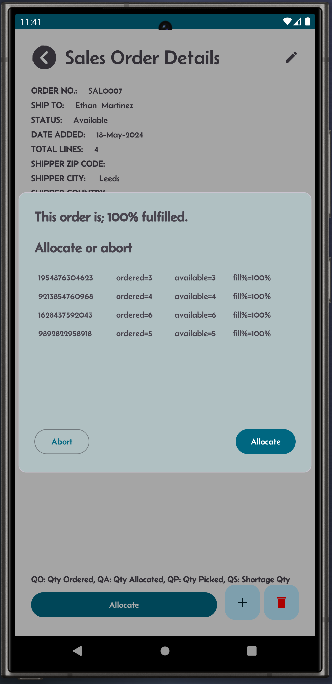 11:41
Sales Order Details
ORDER NO.: SAL0007
SHIP TO: Ethan Martinez
STATUS: Available
DATE ADDED: 18-May-2024
TOTAL LINES: 4
SHIPPER ZIP CODE:
SHIPPER CITY: Leeds
SHIPPER COUNTRY:
This order is; 100% fulfilled.
Allocate or abort
1954876304623 ordered=3 available=3 fill%=100%
9213854760968 ordered=4 available=4 fill%=100%
1628437592043 ordered=6 available=6 fill%=100%
9892822958918 ordered=5 available=5 fill%=100%
Abort Allocate
QO: Qty Ordered, QA: Qty Allocated, QP: Qty Picked, QS: Shortage Qty
Allocate